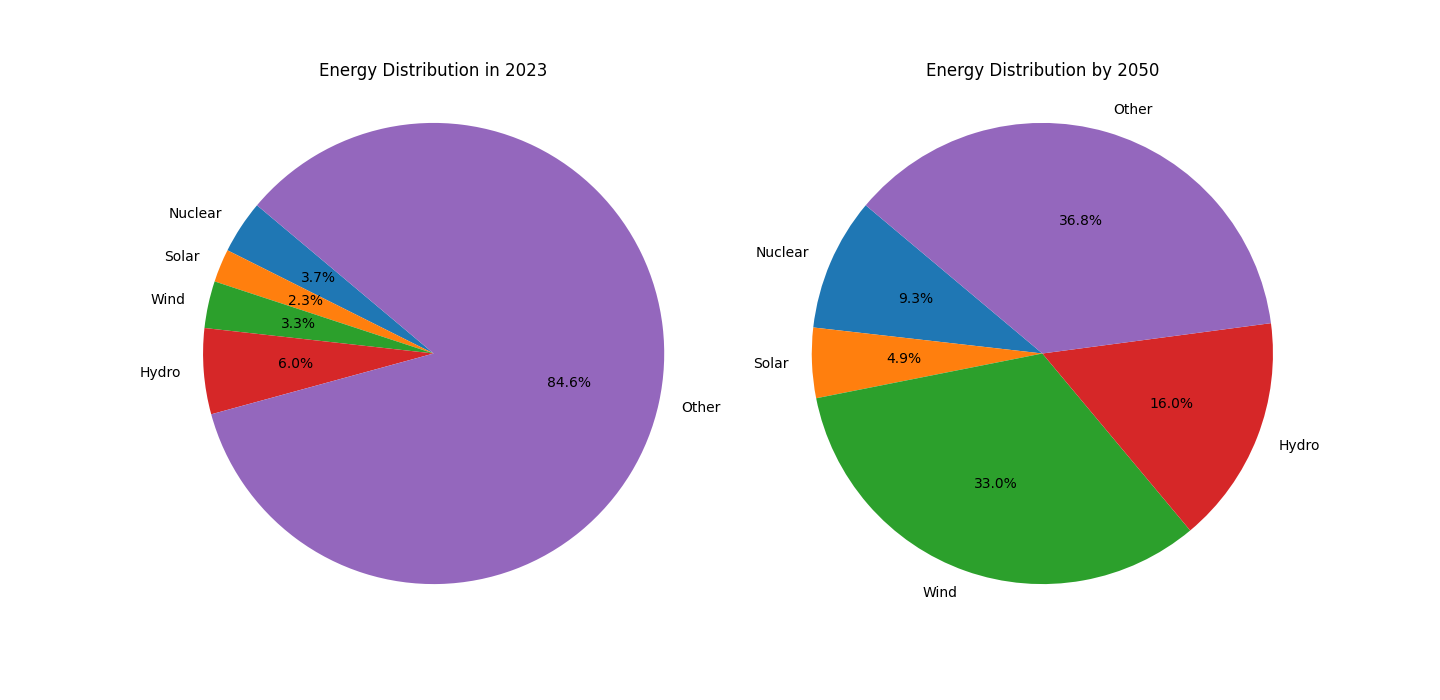 Energy Distribution in 2023
Nuclear
Solar
Wind
Hydro
Other
3.7%
2.3%
3.3%
6.0%
84.6%
Energy Distribution by 2050
Other
Nuclear
Solar
Wind
Hydro
36.8%
9.3%
4.9%
33.0%
16.0%